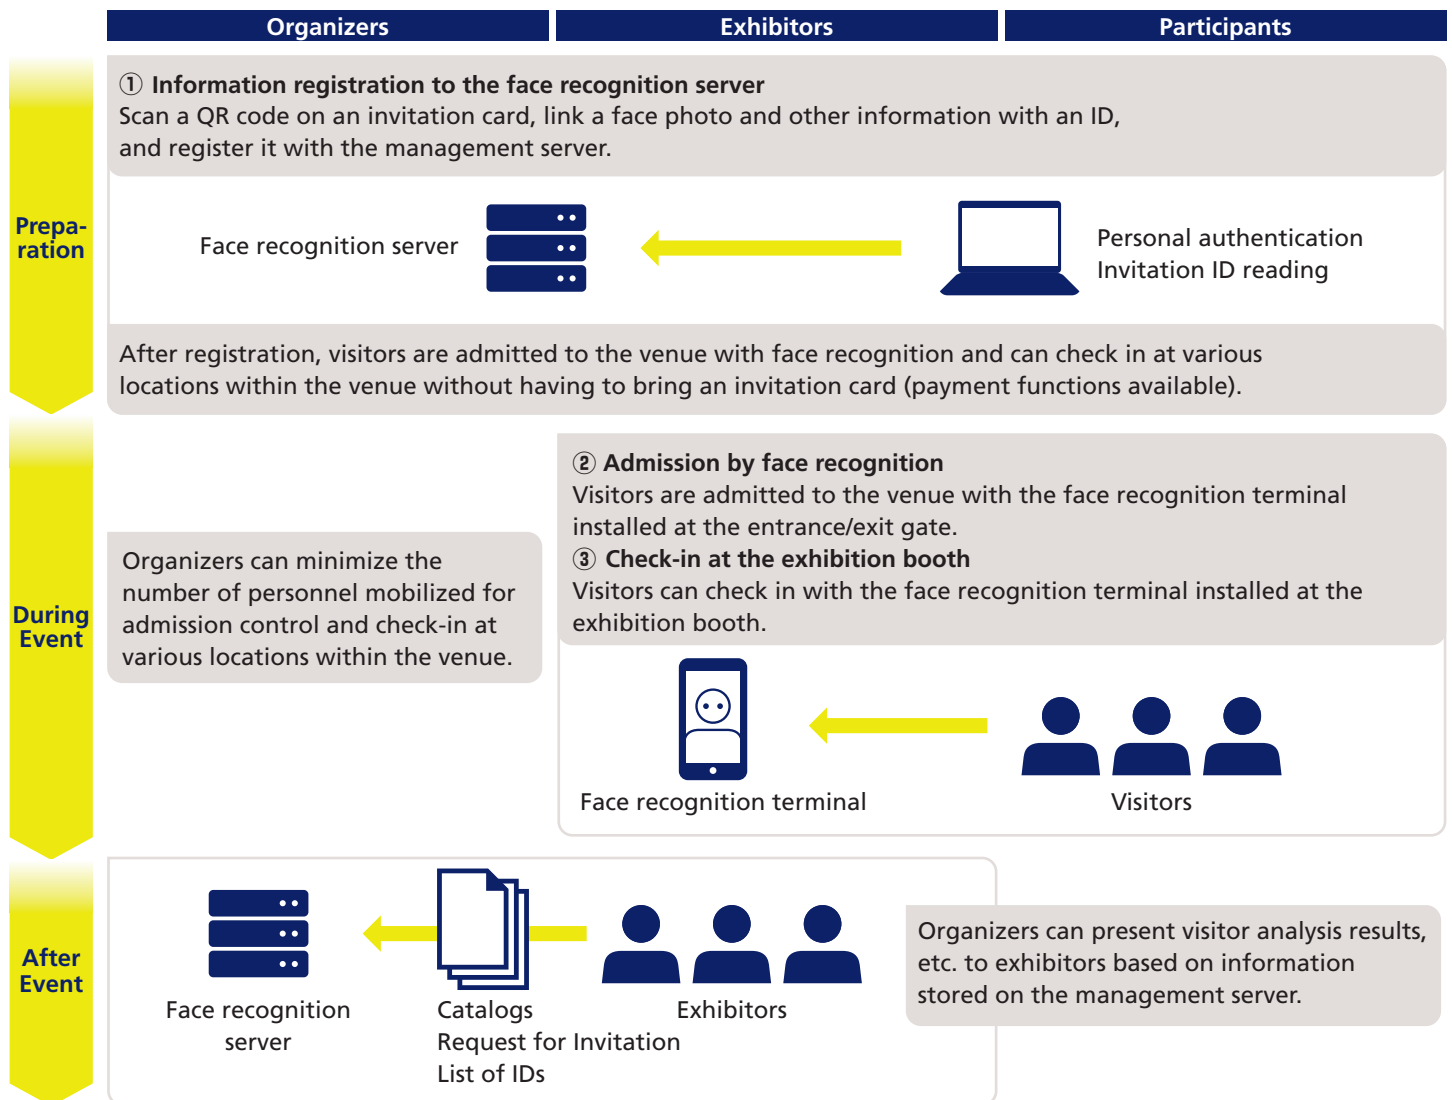 Organizers
Exhibitors
Participants
Prepa-
ration
① Information registration to the face recognition server
Scan a QR code on an invitation card, link a face photo and other information with an ID,
and register it with the management server.
Face recognition server
Personal authentication
Invitation ID reading
After registration, visitors are admitted to the venue with face recognition and can check in at various
locations within the venue without having to bring an invitation card (payment functions available).
During
Event
Organizers can minimize the
number of personnel mobilized for
admission control and check-in at
various locations within the venue.
② Admission by face recognition
Visitors are admitted to the venue with the face recognition terminal
installed at the entrance/exit gate.
③ Check-in at the exhibition booth
Visitors can check in with the face recognition terminal installed at the
exhibition booth.
Face recognition terminal
Visitors
After
Event
Face recognition
server
Catalogs
Request for Invitation
List of IDs
Exhibitors
Organizers can present visitor analysis results,
etc. to exhibitors based on information
stored on the management server.